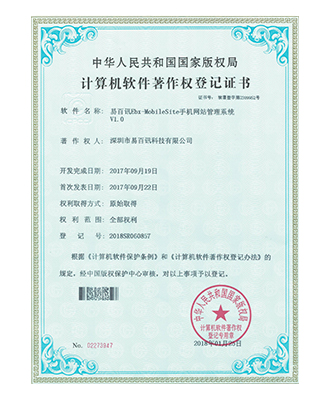 中华人民共和国国家版权局
计算机软件著作权登记证书
证书号：
软件名称：
易百讯Ebx-MobileSite手机网站管理系统
V1.0
著作权人：
深圳市易百讯科技有限公司
开发完成日期：
2017年09月19日
首次发表日期：
2017年09月22日
权利取得方式：
原始取得
权利范围：
全部权利
登记号：
2018SR060857
根据《计算机软件保护条例》和《计算机软件著作权登记办法》的
规定，经中国版权保护中心审核，对以上事项予以登记。
中华人民共和国国家版权局
计算机软件著作权
登记专用章
No. 02273947
2018年01月25日